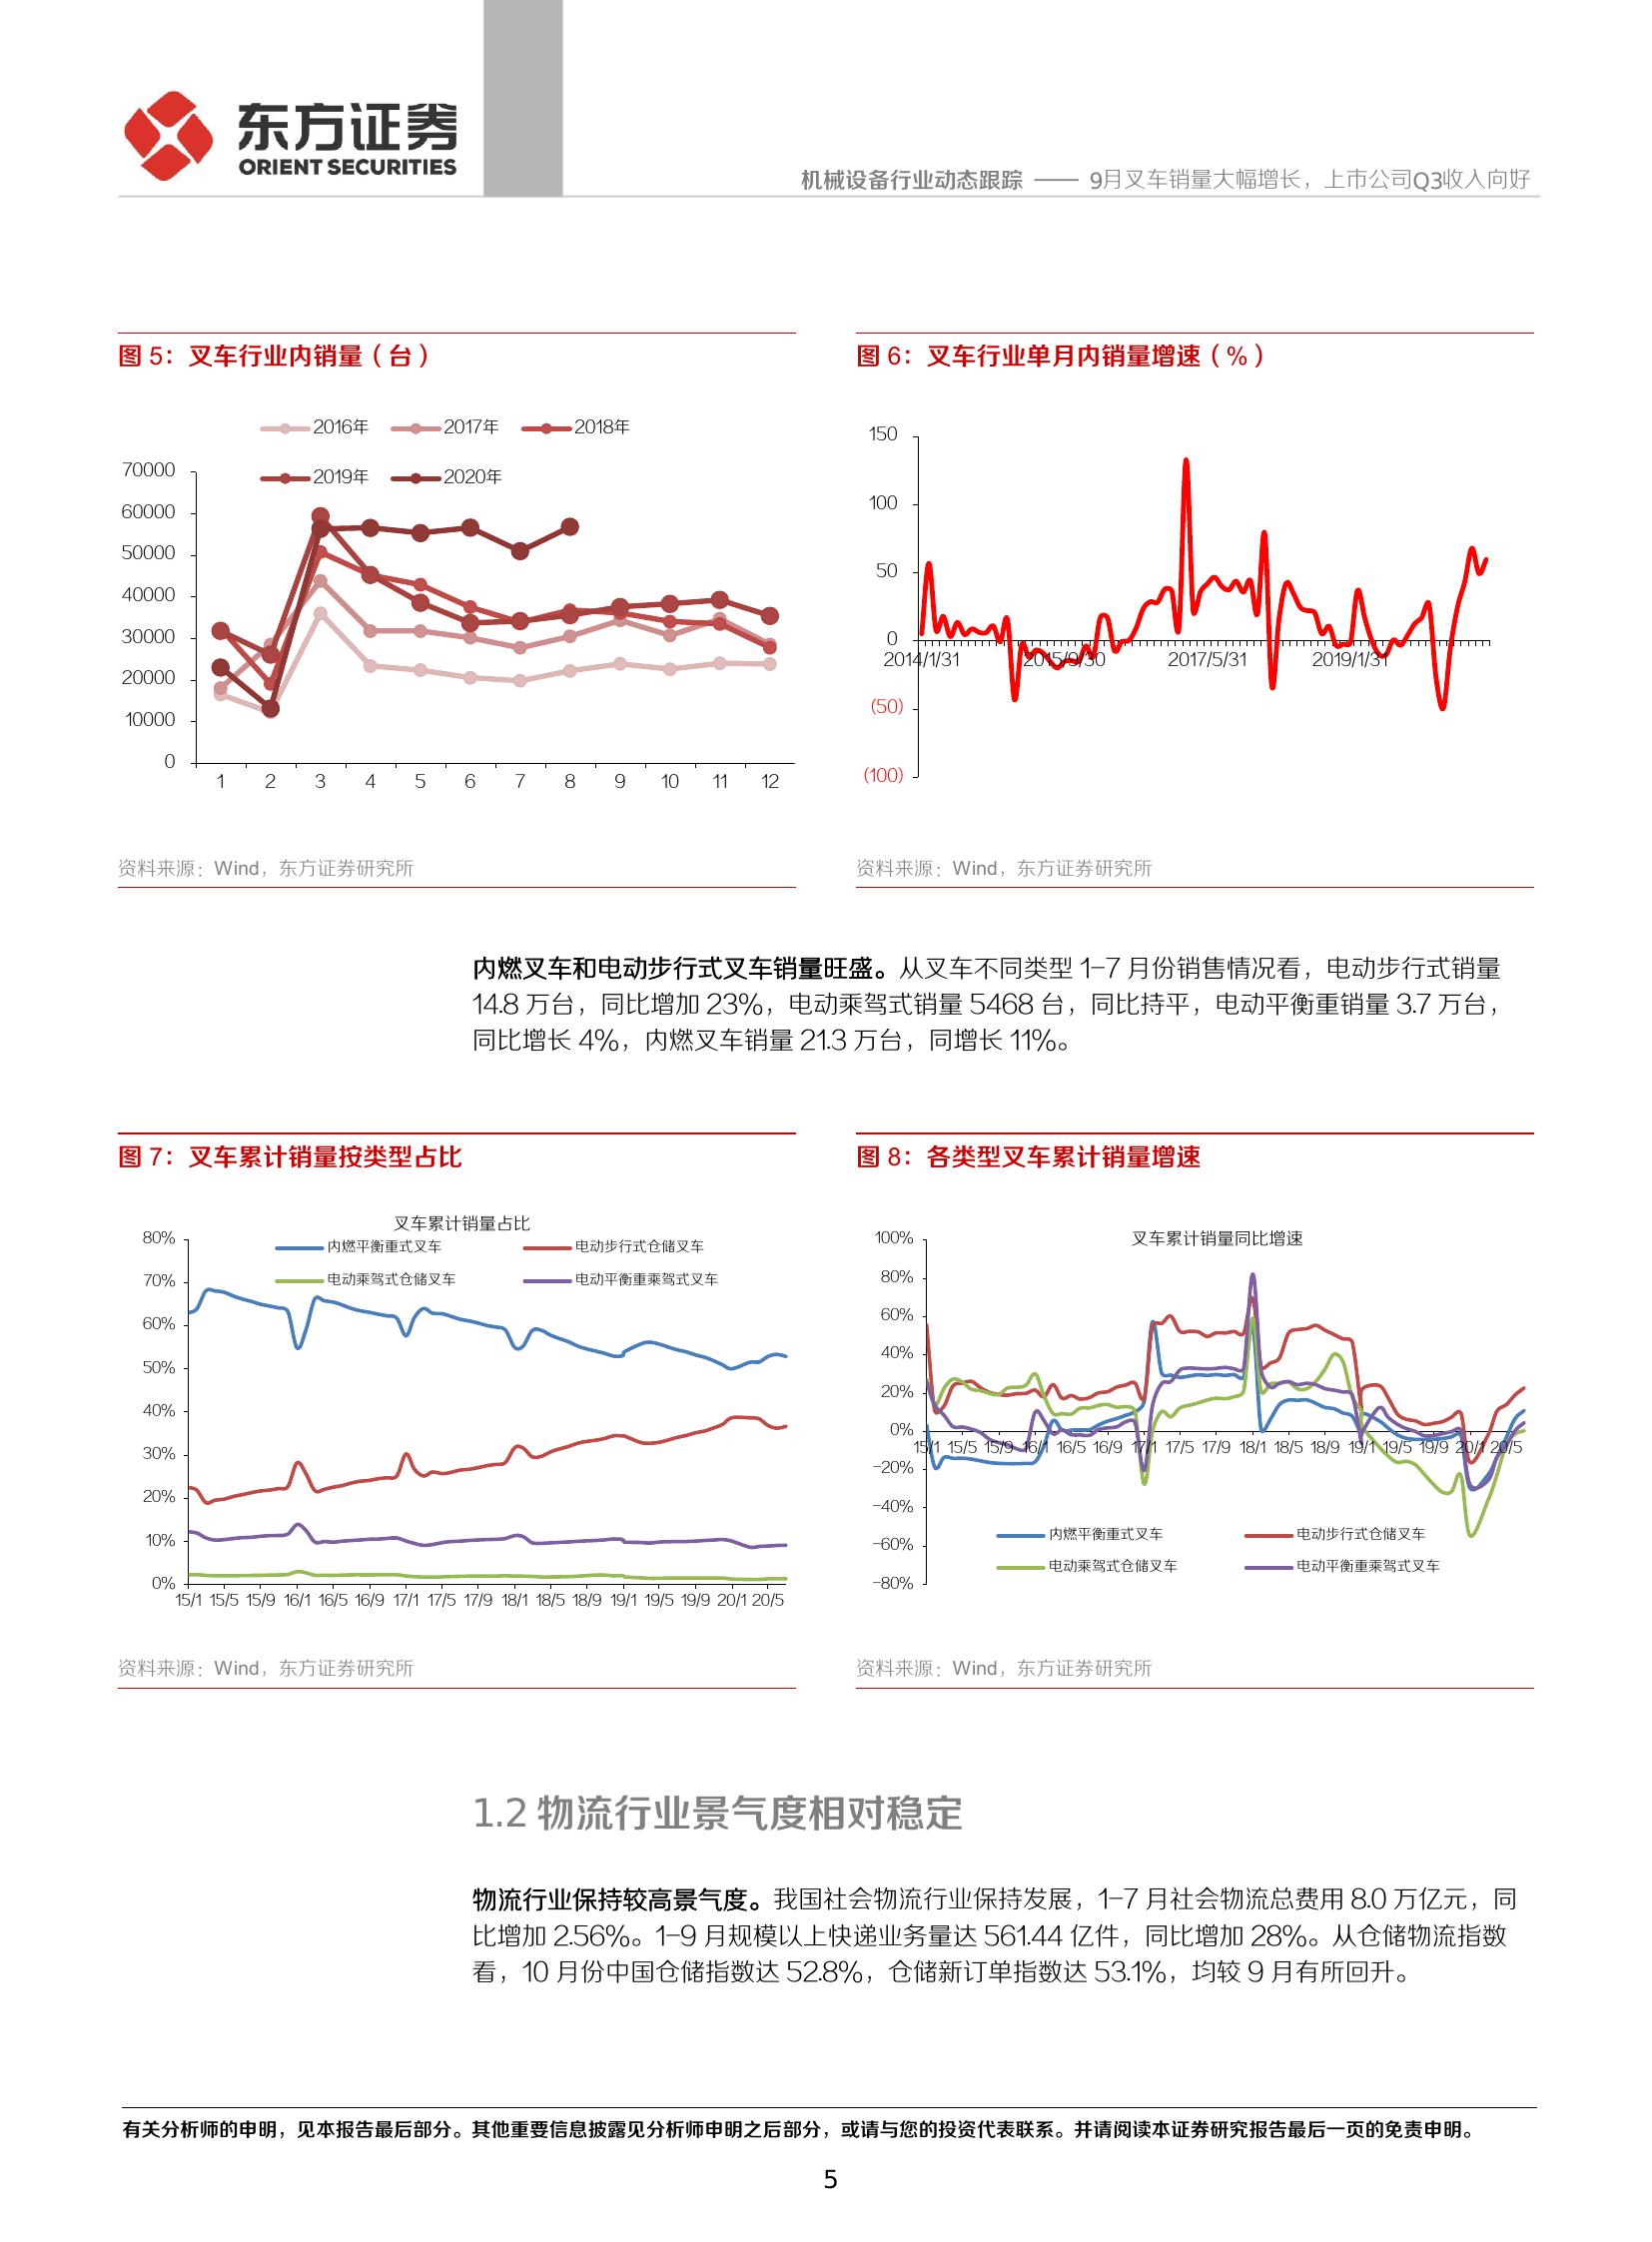 东方证券
ORIENT SECURITIES
机械设备行业动态跟踪 —— 9月叉车销量大幅增长，上市公司Q3收入向好
图 5：叉车行业内销量（台）
2016年 2017年 2018年
2019年 2020年
70000
60000
50000
40000
30000
20000
10000
0
1 2 3 4 5 6 7 8 9 10 11 12
资料来源：Wind，东方证券研究所
图 6：叉车行业单月内销量增速（%）
150
100
50
0
(50)
(100)
2014/1/31 2015/9/30 2017/5/31 2019/1/31
资料来源：Wind，东方证券研究所
内燃叉车和电动步行式叉车销量旺盛。从叉车不同类型 1-7 月份销售情况看，电动步行式销量
14.8 万台，同比增加 23%，电动乘驾式销量 5468 台，同比持平，电动平衡重销量 3.7 万台，
同比增长 4%，内燃叉车销量 21.3 万台，同增长 11%。
图 7：叉车累计销量按类型占比
叉车累计销量占比
内燃平衡重式叉车 电动步行式仓储叉车
电动乘驾式仓储叉车 电动平衡重乘驾式叉车
80%
70%
60%
50%
40%
30%
20%
10%
0%
15/1 15/5 15/9 16/1 16/5 16/9 17/1 17/5 17/9 18/1 18/5 18/9 19/1 19/5 19/9 20/1 20/5
资料来源：Wind，东方证券研究所
图 8：各类型叉车累计销量增速
叉车累计销量同比增速
100%
80%
60%
40%
20%
0%
-20%
-40%
-60%
-80%
15/1 15/5 15/9 16/1 16/5 16/9 17/1 17/5 17/9 18/1 18/5 18/9 19/1 19/5 19/9 20/1 20/5
内燃平衡重式叉车 电动步行式仓储叉车
电动乘驾式仓储叉车 电动平衡重乘驾式叉车
资料来源：Wind，东方证券研究所
1.2 物流行业景气度相对稳定
物流行业保持较高景气度。我国社会物流行业保持发展，1-7 月社会物流总费用 8.0 万亿元，同
比增加 2.56%。1-9 月规模以上快递业务量达 561.44 亿件，同比增加 28%。从仓储物流指数
看，10 月份中国仓储指数达 52.8%，仓储新订单指数达 53.1%，均较 9 月有所回升。
有关分析师的申明，见本报告最后部分。其他重要信息披露见分析师申明之后部分，或请与您的投资代表联系。并请阅读本证券研究报告最后一页的免责申明。
5